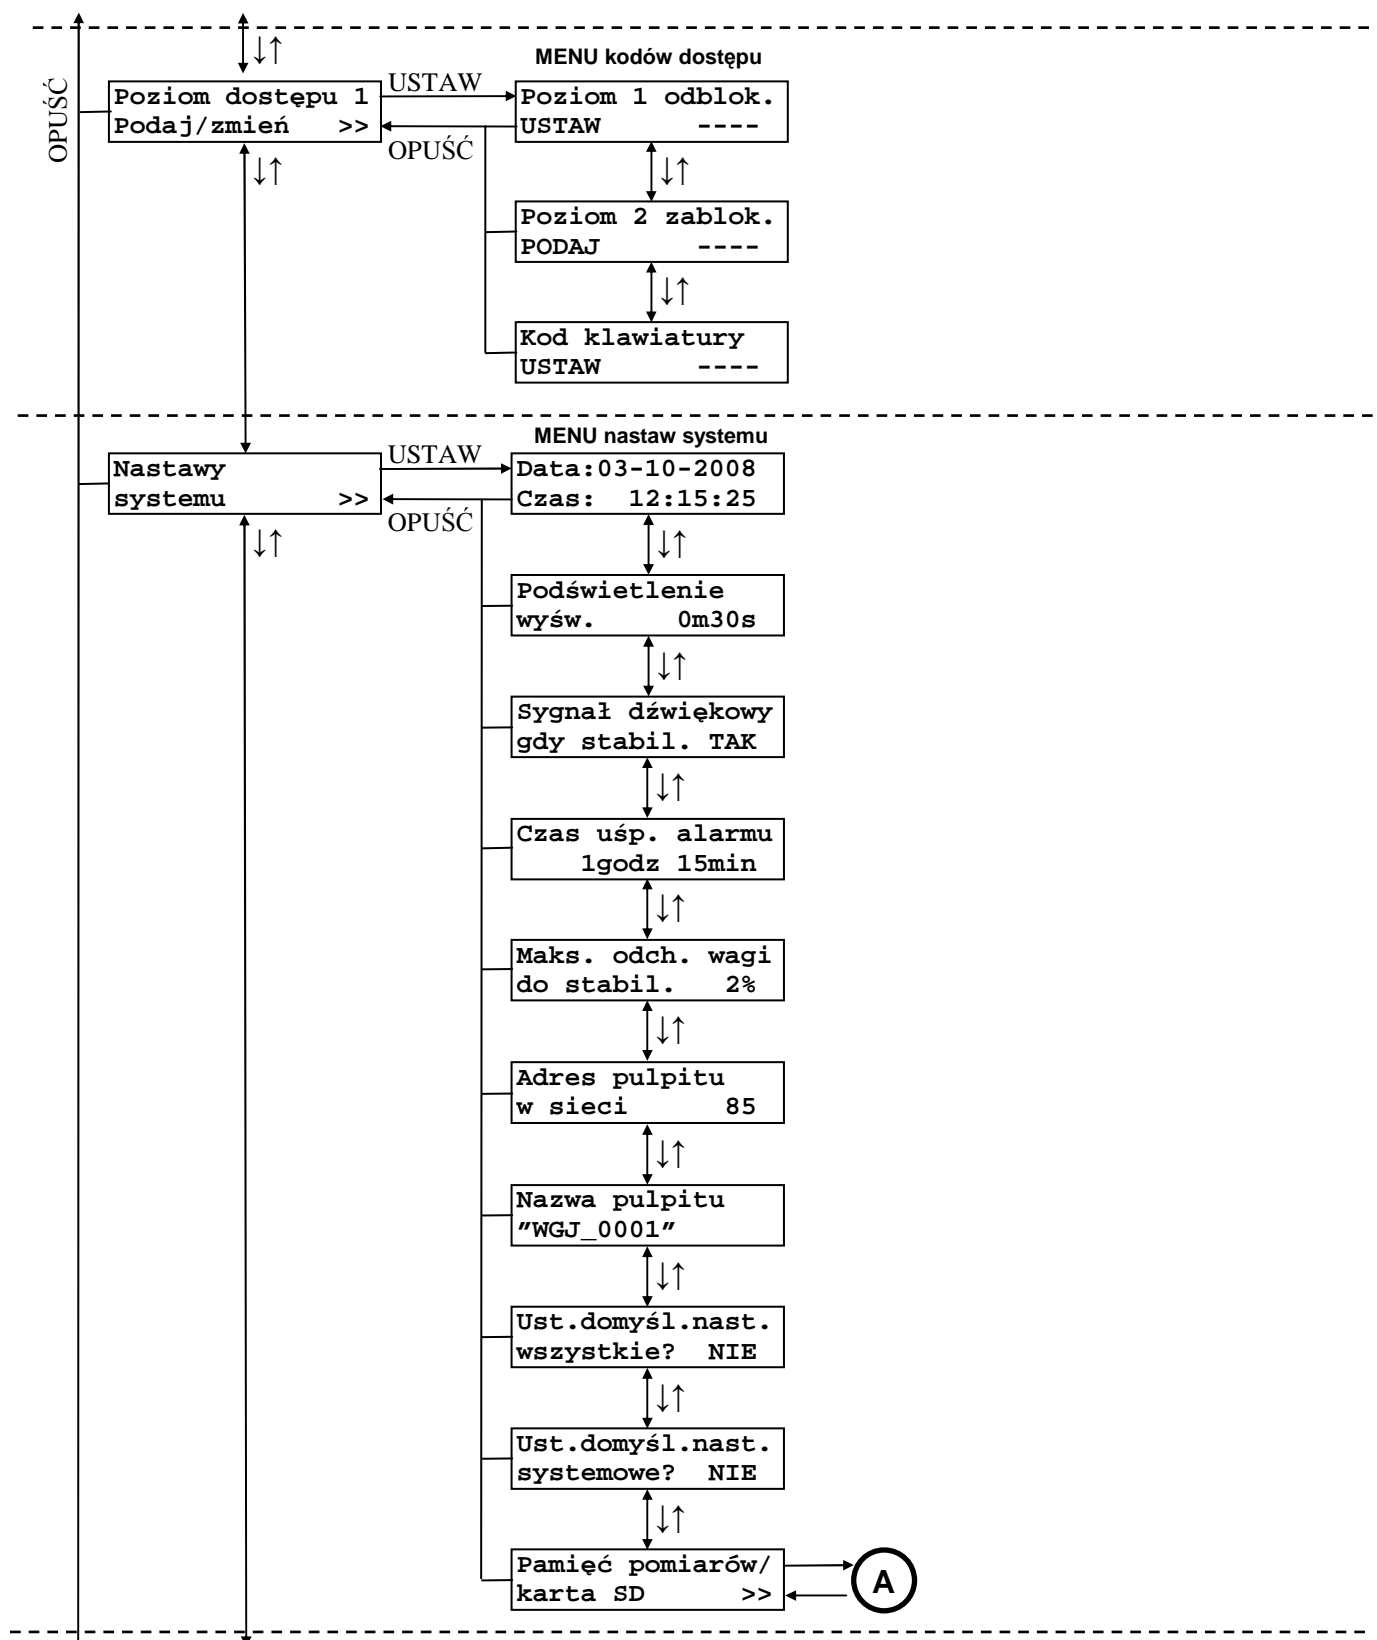 ↓↑
MENU kodów dostępu
OPUŚĆ
Poziom dostępu 1
Podaj/zmień >>
USTAW
OPUŚĆ
Poziom 1 odblok.
USTAW ----
↓↑
↓↑
Poziom 2 zablok.
PODAJ ----
↓↑
Kod klawiatury
USTAW ----
MENU nastaw systemu
Nastawy
systemu >>
USTAW
OPUŚĆ
Data:03-10-2008
Czas: 12:15:25
↓↑
↓↑
Podświetlenie
wyśw. 0m30s
↓↑
Sygnał dźwiękowy
gdy stabil. TAK
↓↑
Czas uśp. alarmu
1godz 15min
↓↑
Maks. odch. wagi
do stabil. 2%
↓↑
Adres pulpitu
w sieci 85
↓↑
Nazwa pulpitu
"WGJ_0001"
↓↑
Ust.domyśl.nast.
wszystkie? NIE
↓↑
Ust.domyśl.nast.
systemowe? NIE
↓↑
Pamięć pomiarów/
karta SD >>
A